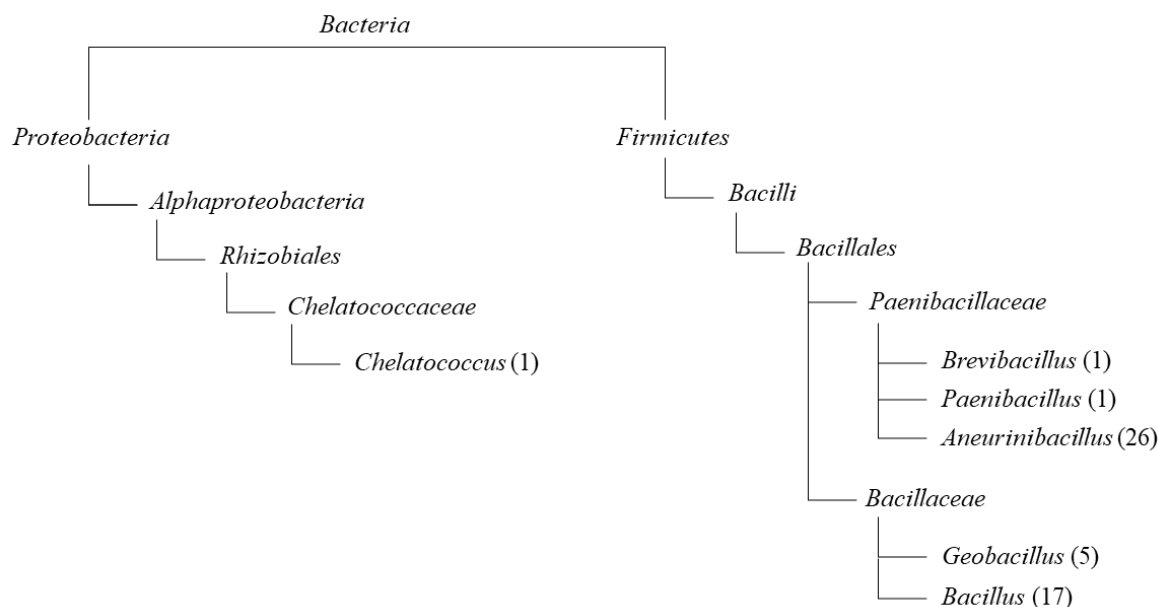 Bacteria
Proteobacteria
Firmicutes
Alphaproteobacteria
Bacilli
Rhizobiales
Bacillales
Chelatococcaceae
Paenibacillaceae
Chelatococcus (1)
Brevibacillus (1)
Paenibacillus (1)
Aneurinibacillus (26)
Bacillaceae
Geobacillus (5)
Bacillus (17)